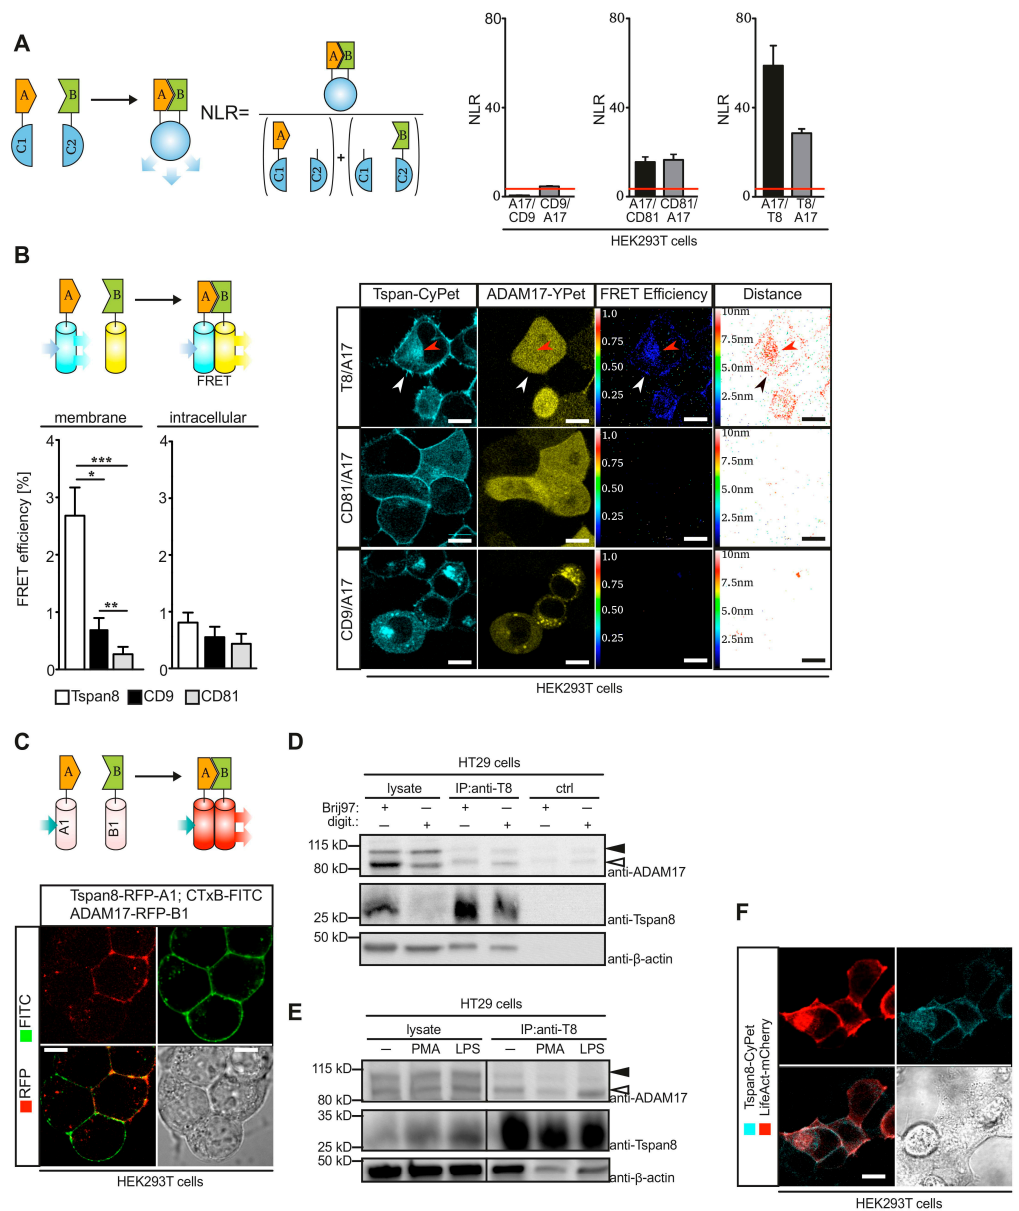 A
A
B
C1
C2
A B
NLR=
A B
A
C1
C2
+
B
C1
C2
80
40
0
NLR
A17/
CD9
CD9/
A17
80
40
0
NLR
A17/
CD81
CD81/
A17
80
40
0
NLR
A17/
T8
T8/
A17
HEK293T cells
B
A
B
A B
FRET
membrane
intracellular
FRET efficiency [%]
4
3
2
1
0
***
*
**
4
3
2
1
0
Tspan8
CD9
CD81
Tspan-CyPet
ADAM17-YPet
FRET Efficiency
Distance
T8/A17
1.0
0.75
0.50
0.25
10nm
7.5nm
5.0nm
2.5nm
CD81/A17
1.0
0.75
0.50
0.25
10nm
7.5nm
5.0nm
2.5nm
CD9/A17
1.0
0.75
0.50
0.25
10nm
7.5nm
5.0nm
2.5nm
HEK293T cells
C
A
B
A B
A1
B1
Tspan8-RFP-A1; CTxB-FITC
ADAM17-RFP-B1
FITC
RFP
HEK293T cells
D
HT29 cells
lysate IP:anti-T8 ctrl
Brij97: + — + — + —
digit.: — + — + — +
115 kD
80 kD
anti-ADAM17
25 kD
anti-Tspan8
50 kD
anti-β-actin
E
HT29 cells
lysate IP:anti-T8
— PMA LPS — PMA LPS
115 kD
80 kD
anti-ADAM17
35 kD
25 kD
anti-Tspan8
50 kD
anti-β-actin
F
Tspan8-CyPet
LifeAct-mCherry
HEK293T cells